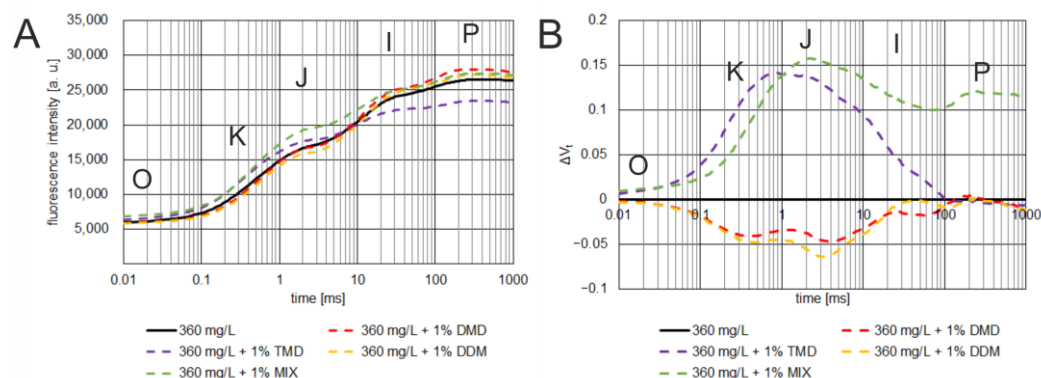 A
fluorescence intensity [a. u.]
35,000
30,000
25,000
20,000
15,000
10,000
5,000
O
K
J
I
P
0.01 0.1 1 10 100 1000
time [ms]
360 mg/L 360 mg/L + 1% DMD
360 mg/L + 1% TMD 360 mg/L + 1% DDM
360 mg/L + 1% MIX
B
ΔVt
0.2
0.15
0.1
0.05
0
−0.05
−0.1
O
K
J
I
P
0.01 0.1 1 10 100 1000
time [ms]
360 mg/L 360 mg/L + 1% DMD
360 mg/L + 1% TMD 360 mg/L + 1% DDM
360 mg/L + 1% MIX